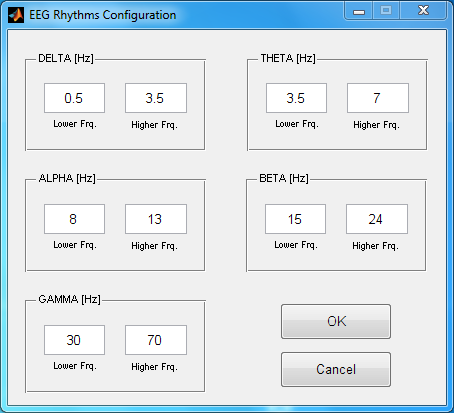 EEG Rhythms Configuration
DELTA [Hz] THETA [Hz]
0.5 3.5 3.5 7
Lower Frq. Higher Frq. Lower Frq. Higher Frq.
ALPHA [Hz] BETA [Hz]
8 13 15 24
Lower Frq. Higher Frq. Lower Frq. Higher Frq.
GAMMA [Hz]
30 70 OK
Lower Frq. Higher Frq. Cancel